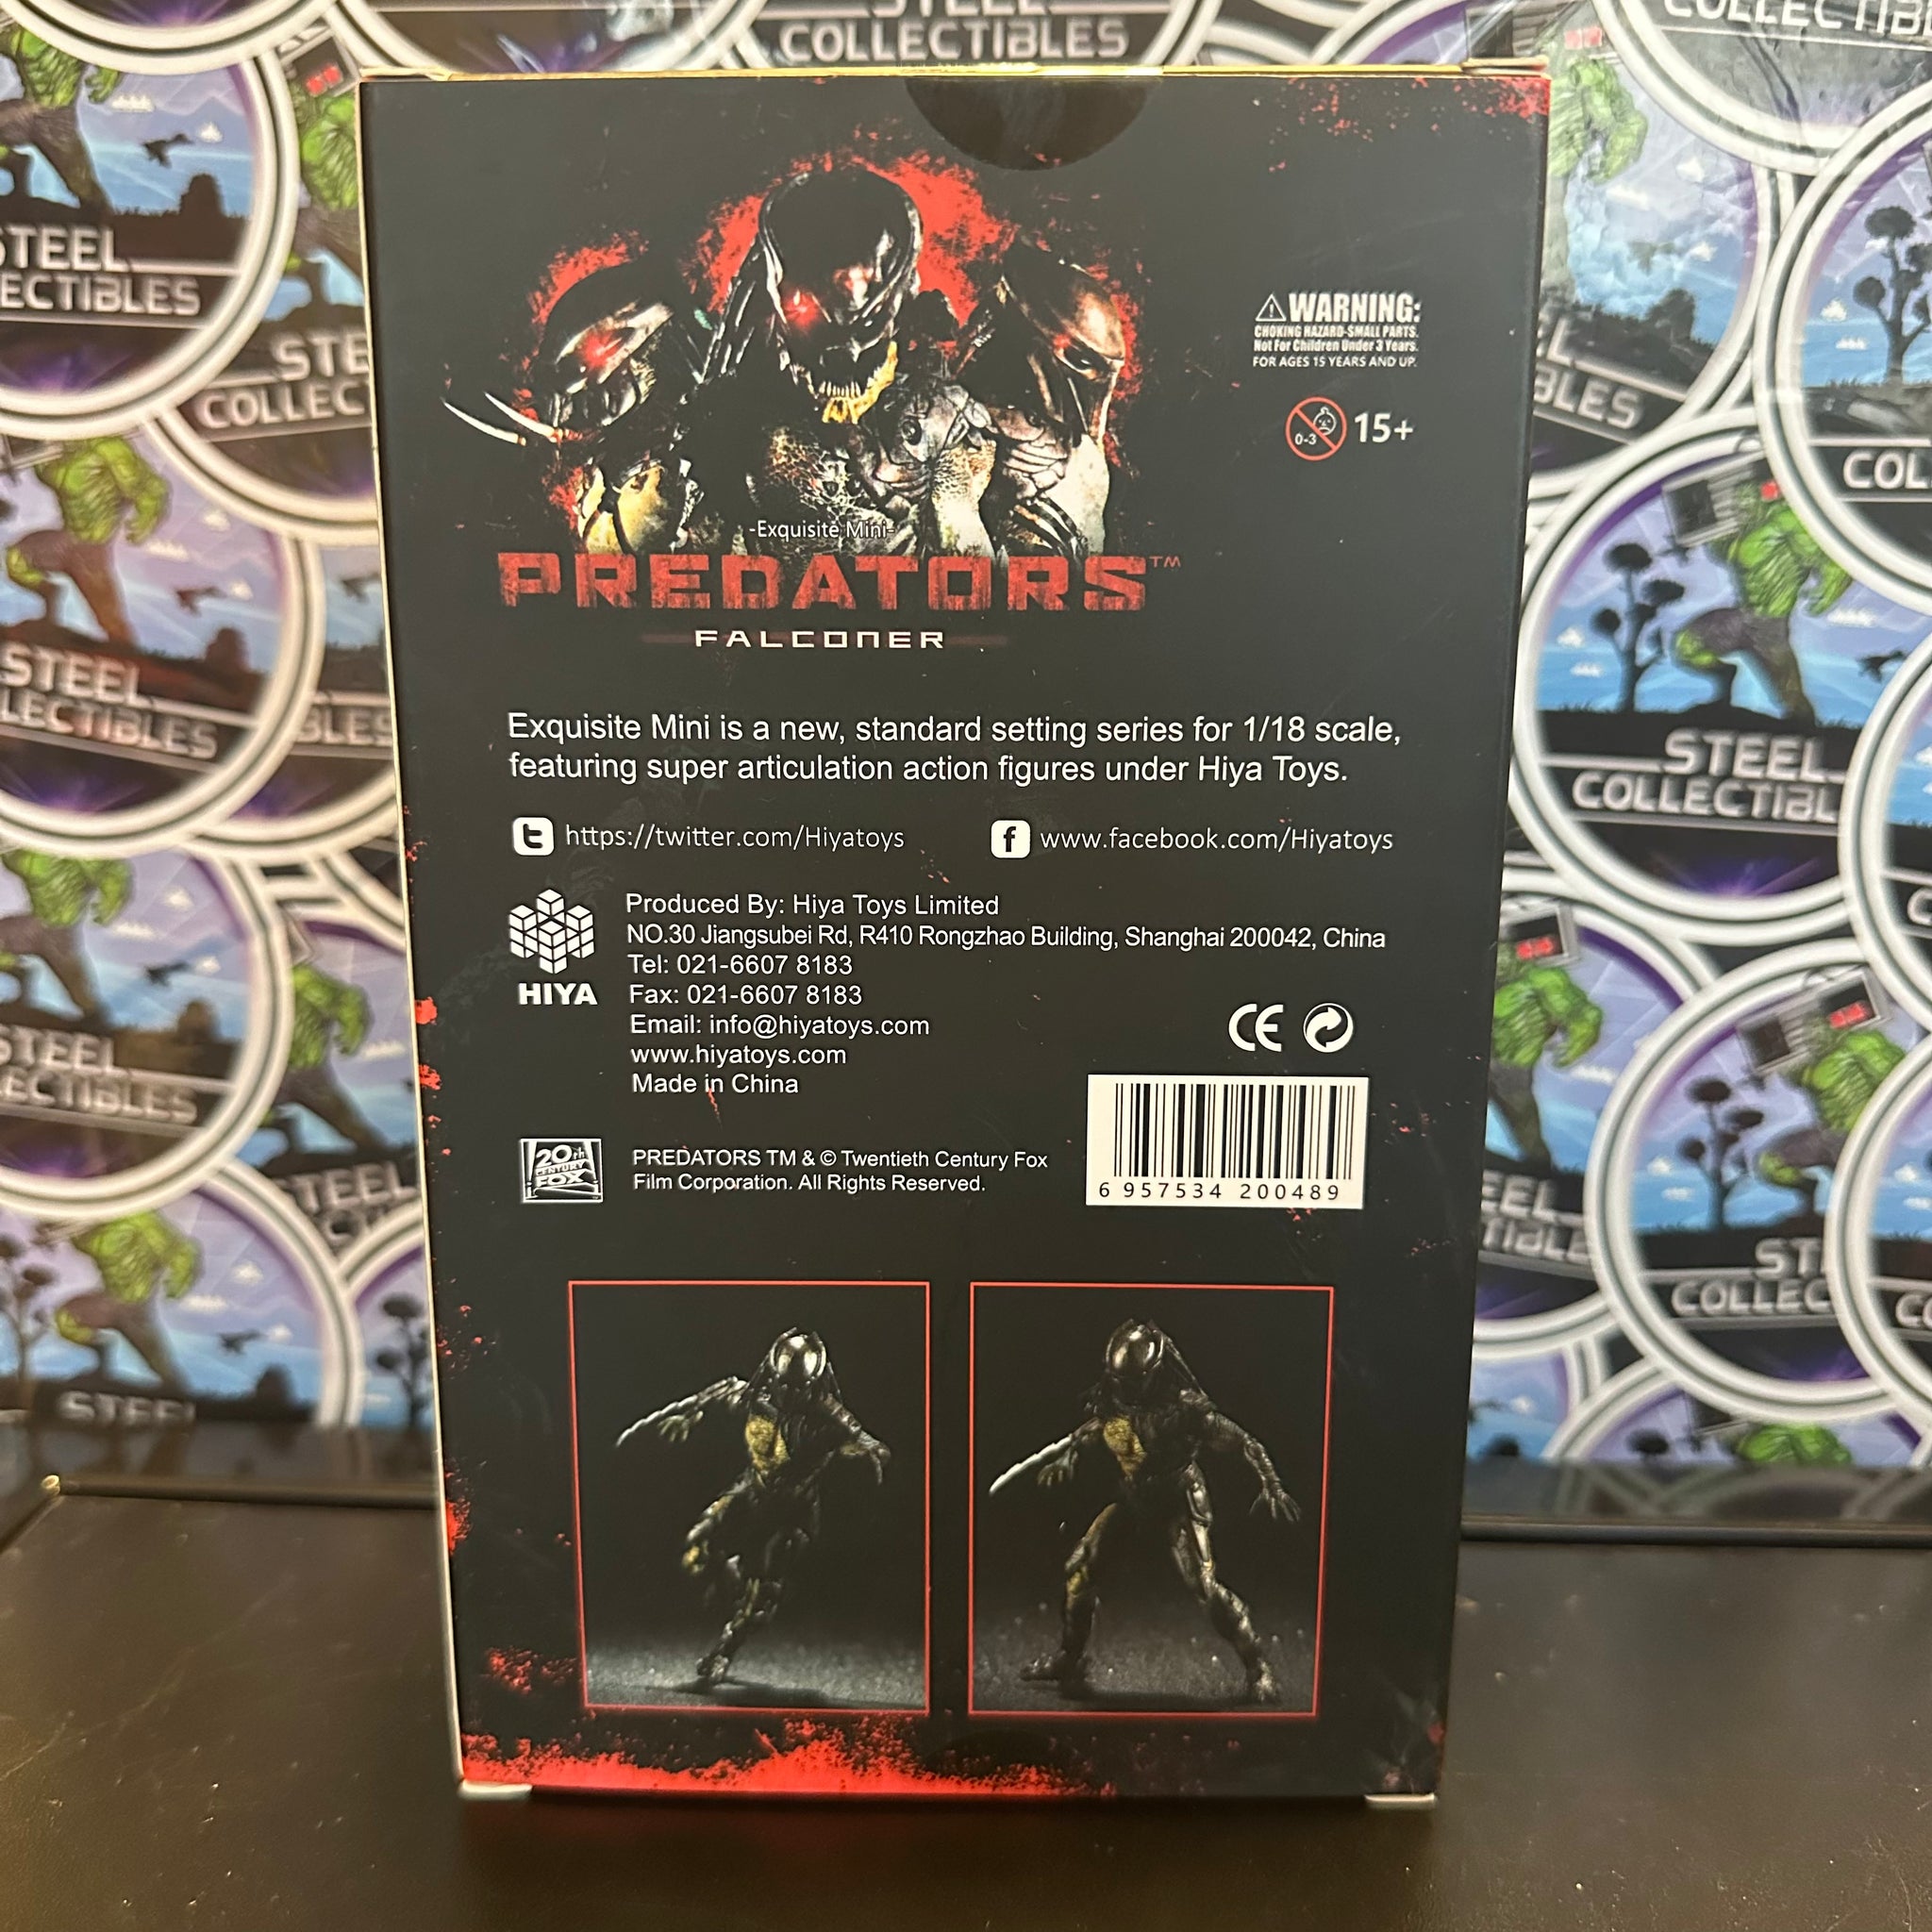 STEEL
COLLECTIBLES
WARNING:
CHOKING HAZARD-SMALL PARTS.
Not For Children Under 3 Years.
FOR AGES 15 YEARS AND UP.
0-3 15+
-Exquisite Mini-
PREDATORS™
FALCONER
Exquisite Mini is a new, standard setting series for 1/18 scale,
featuring super articulation action figures under Hiya Toys.
https://twitter.com/Hiyatoys www.facebook.com/Hiyatoys
Produced By: Hiya Toys Limited
NO.30 Jiangsubei Rd, R410 Rongzhao Building, Shanghai 200042, China
Tel: 021-6607 8183
HIYA Fax: 021-6607 8183
Email: info@hiyatoys.com
www.hiyatoys.com
Made in China
CE
20th
CENTURY
FOX
PREDATORS TM & © Twentieth Century Fox
Film Corporation. All Rights Reserved.
6 957534 200489